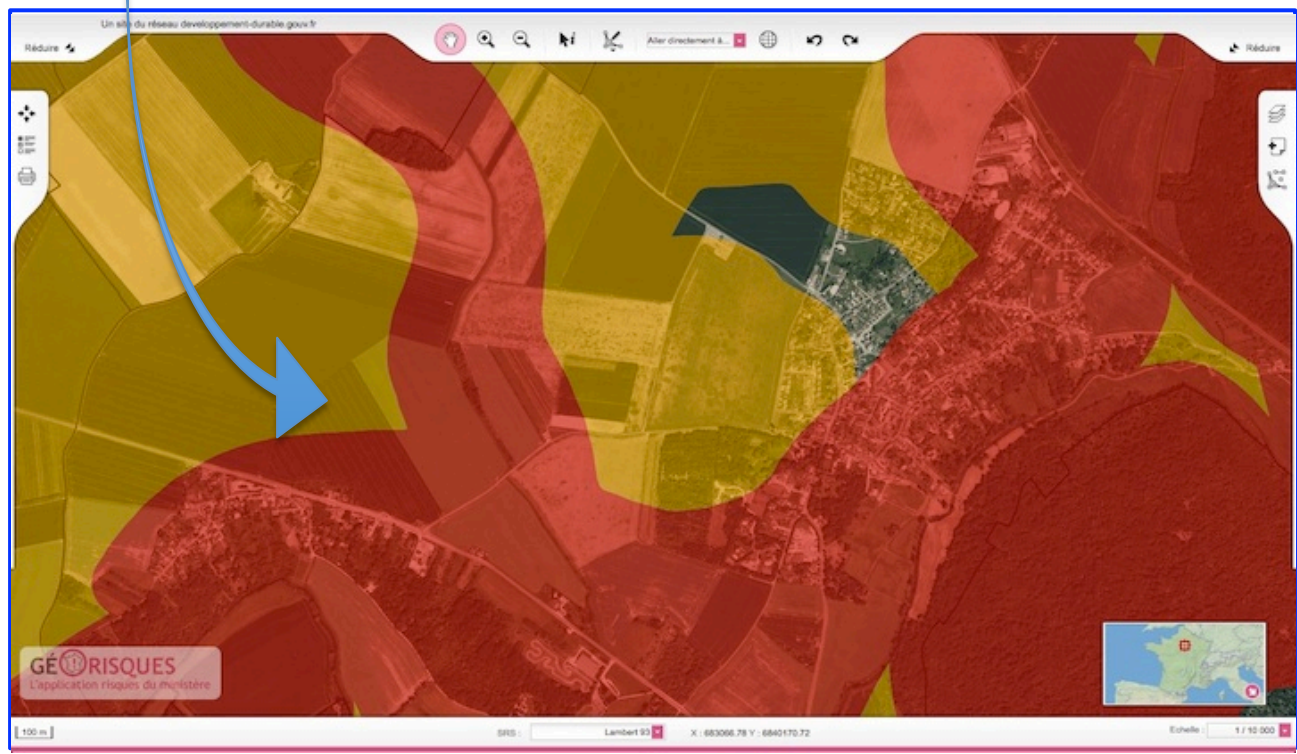 Un site du réseau developpement-durable.gouv.fr
Réduire
Aller directement à...
Réduire
GÉORISQUES
L'application risques du ministère
100 m
SRS :
Lambert 93
X : 683066.78 Y : 6840170.72
Echelle :
1 / 10 000